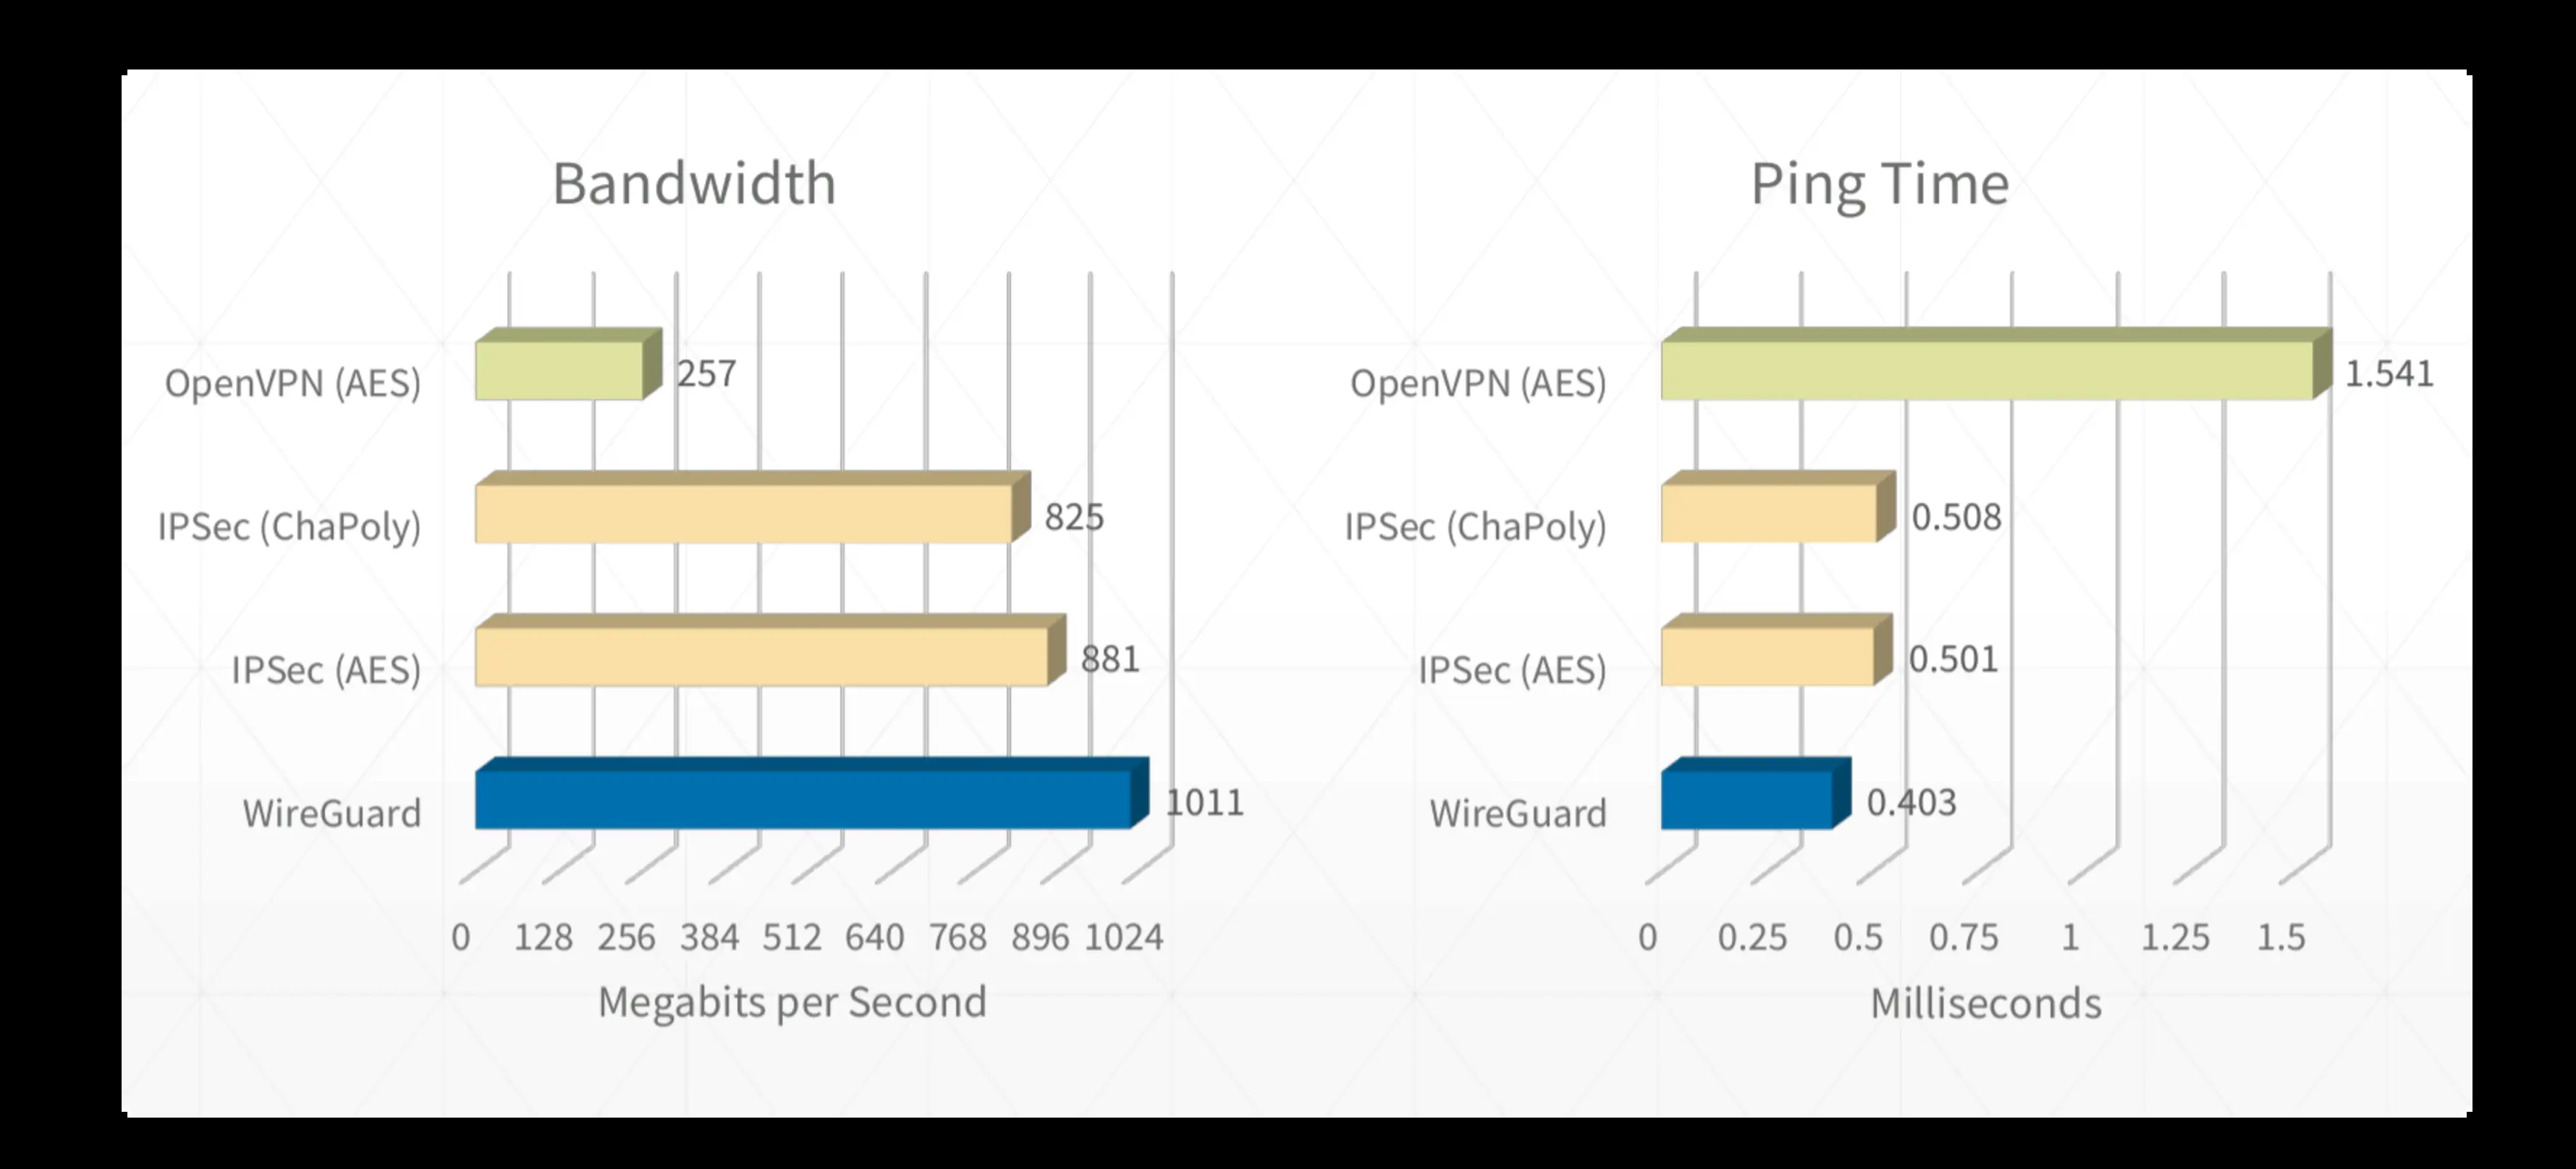 Bandwidth
OpenVPN (AES)
257
IPSec (ChaPoly)
825
IPSec (AES)
881
WireGuard
1011
0 128 256 384 512 640 768 896 1024
Megabits per Second
Ping Time
OpenVPN (AES)
1.541
IPSec (ChaPoly)
0.508
IPSec (AES)
0.501
WireGuard
0.403
0 0.25 0.5 0.75 1 1.25 1.5
Milliseconds